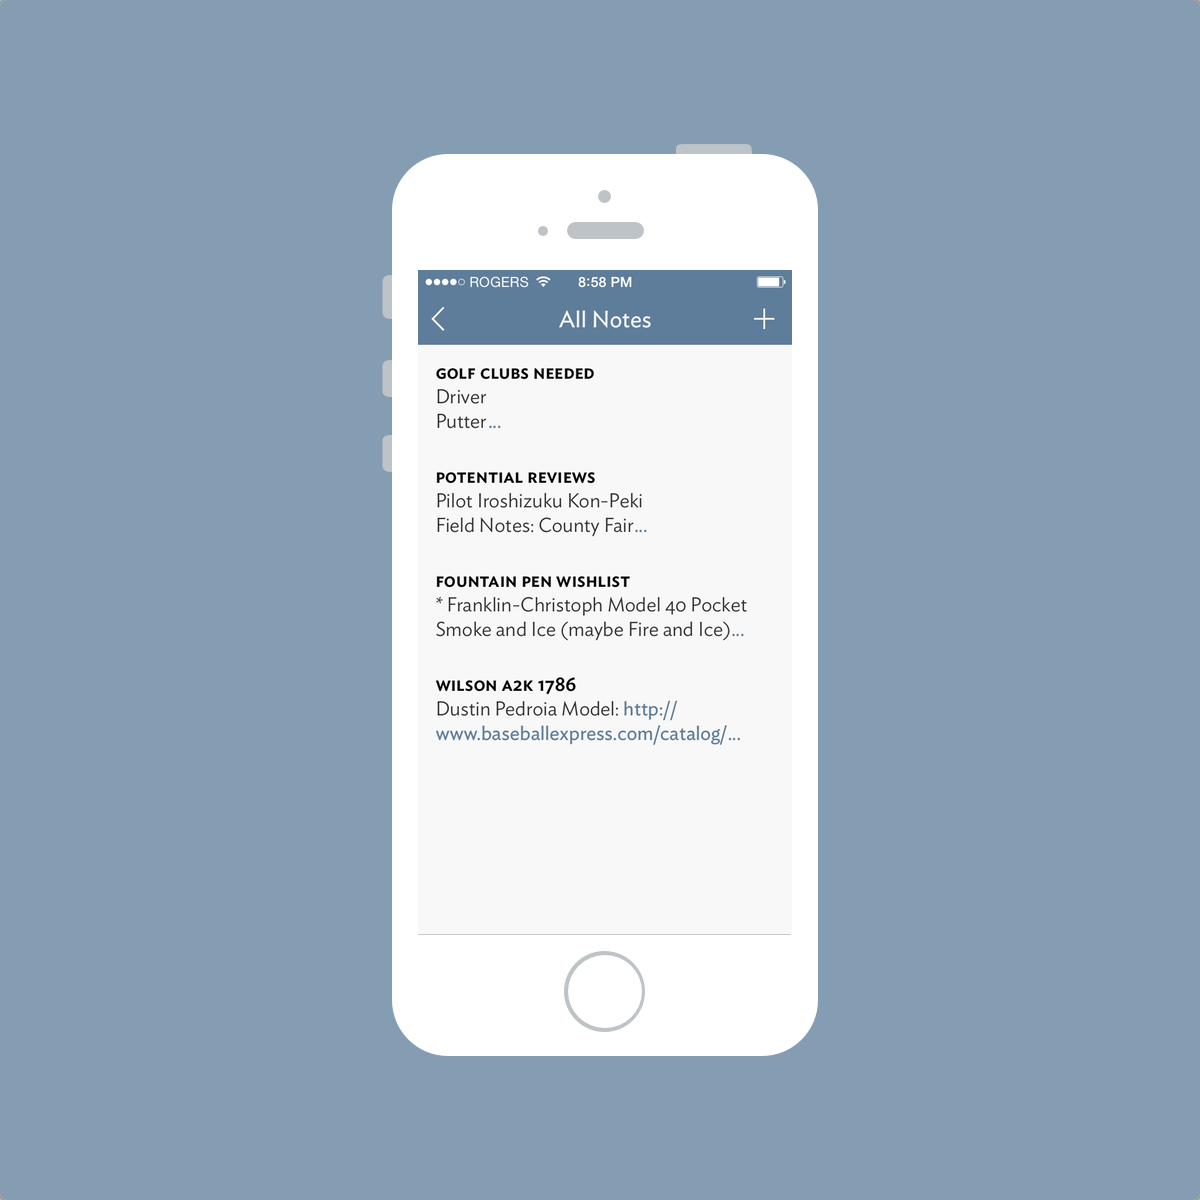 ROGERS 8:58 PM
All Notes
GOLF CLUBS NEEDED
Driver
Putter...
POTENTIAL REVIEWS
Pilot Iroshizuku Kon-Peki
Field Notes: County Fair...
FOUNTAIN PEN WISHLIST
* Franklin-Christoph Model 40 Pocket
Smoke and Ice (maybe Fire and Ice)...
WILSON A2K 1786
Dustin Pedroia Model: http://
www.baseballexpress.com/catalog/...